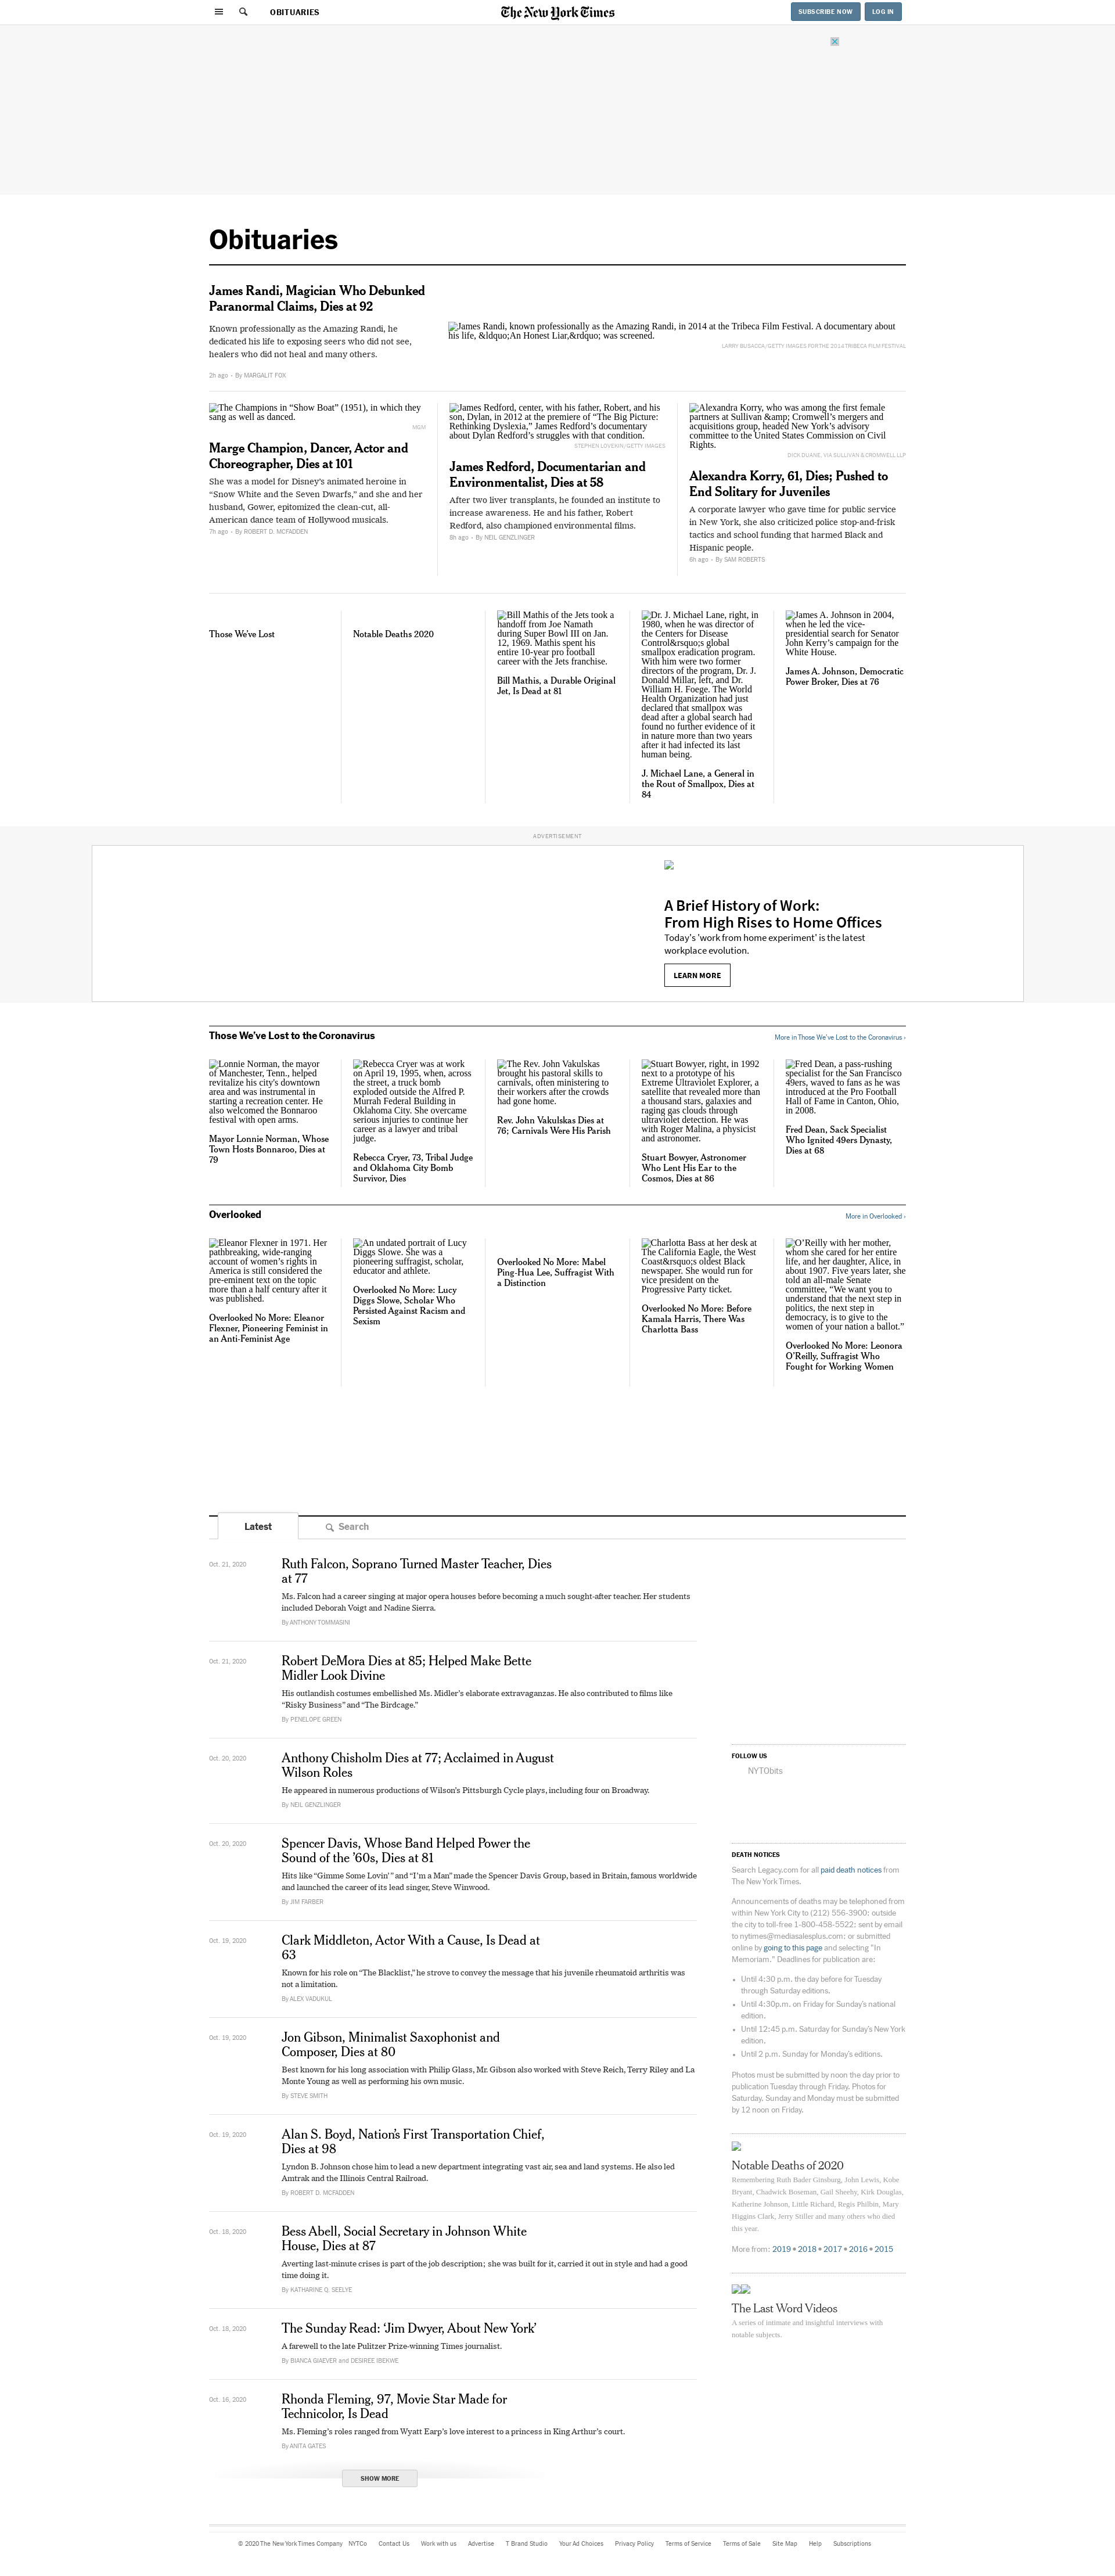 OBITUARIES
The New York Times
SUBSCRIBE NOW
LOG IN
Obituaries
James Randi, Magician Who Debunked
Paranormal Claims, Dies at 92
Known professionally as the Amazing Randi, he
dedicated his life to exposing seers who did not see,
healers who did not heal and many others.
2h ago • By MARGALIT FOX
James Randi, known professionally as the Amazing Randi, in 2014 at the Tribeca Film Festival. A documentary about
his life, &ldquo;An Honest Liar,&rdquo; was screened.
LARRY BUSACCA/GETTY IMAGES FOR THE 2014 TRIBECA FILM FESTIVAL
The Champions in “Show Boat” (1951), in which they
sang as well as danced.
MGM
Marge Champion, Dancer, Actor and
Choreographer, Dies at 101
She was a model for Disney’s animated heroine in
“Snow White and the Seven Dwarfs,” and she and her
husband, Gower, epitomized the clean-cut, all-
American dance team of Hollywood musicals.
7h ago • By ROBERT D. MCFADDEN
James Redford, center, with his father, Robert, and his
son, Dylan, in 2012 at the premiere of “The Big Picture:
Rethinking Dyslexia,” James Redford’s documentary
about Dylan Redford’s struggles with that condition.
STEPHEN LOVEKIN/GETTY IMAGES
James Redford, Documentarian and
Environmentalist, Dies at 58
After two liver transplants, he founded an institute to
increase awareness. He and his father, Robert
Redford, also championed environmental films.
8h ago • By NEIL GENZLINGER
Alexandra Korry, who was among the first female
partners at Sullivan &amp; Cromwell’s mergers and
acquisitions group, headed New York’s advisory
committee to the United States Commission on Civil
Rights.
DICK DUANE, VIA SULLIVAN & CROMWELL LLP
Alexandra Korry, 61, Dies; Pushed to
End Solitary for Juveniles
A corporate lawyer who gave time for public service
in New York, she also criticized police stop-and-frisk
tactics and school funding that harmed Black and
Hispanic people.
6h ago • By SAM ROBERTS
Those We’ve Lost
Notable Deaths 2020
Bill Mathis of the Jets took a
handoff from Joe Namath
during Super Bowl III on Jan.
12, 1969. Mathis spent his
entire 10-year pro football
career with the Jets franchise.
Bill Mathis, a Durable Original
Jet, Is Dead at 81
Dr. J. Michael Lane, right, in
1980, when he was director of
the Centers for Disease
Control&rsquo;s global
smallpox eradication program.
With him were two former
directors of the program, Dr. J.
Donald Millar, left, and Dr.
William H. Foege. The World
Health Organization had just
declared that smallpox was
dead after a global search had
found no further evidence of it
in nature more than two years
after it had infected its last
human being.
J. Michael Lane, a General in
the Rout of Smallpox, Dies at
84
James A. Johnson in 2004,
when he led the vice-
presidential search for Senator
John Kerry’s campaign for the
White House.
James A. Johnson, Democratic
Power Broker, Dies at 76
ADVERTISEMENT
A Brief History of Work:
From High Rises to Home Offices
Today's 'work from home experiment' is the latest
workplace evolution.
LEARN MORE
Those We’ve Lost to the Coronavirus
More in Those We’ve Lost to the Coronavirus ›
Lonnie Norman, the mayor
of Manchester, Tenn., helped
revitalize his city's downtown
area and was instrumental in
starting a recreation center. He
also welcomed the Bonnaroo
festival with open arms.
Mayor Lonnie Norman, Whose
Town Hosts Bonnaroo, Dies at
79
Rebecca Cryer was at work
on April 19, 1995, when, across
the street, a truck bomb
exploded outside the Alfred P.
Murrah Federal Building in
Oklahoma City. She overcame
serious injuries to continue her
career as a lawyer and tribal
judge.
Rebecca Cryer, 73, Tribal Judge
and Oklahoma City Bomb
Survivor, Dies
The Rev. John Vakulskas
brought his pastoral skills to
carnivals, often ministering to
their workers after the crowds
had gone home.
Rev. John Vakulskas Dies at
76; Carnivals Were His Parish
Stuart Bowyer, right, in 1992
next to a prototype of his
Extreme Ultraviolet Explorer, a
satellite that revealed more than
a thousand stars, galaxies and
raging gas clouds through
ultraviolet detection. He was
with Roger Malina, a physicist
and astronomer.
Stuart Bowyer, Astronomer
Who Lent His Ear to the
Cosmos, Dies at 86
Fred Dean, a pass-rushing
specialist for the San Francisco
49ers, waved to fans as he was
introduced at the Pro Football
Hall of Fame in Canton, Ohio,
in 2008.
Fred Dean, Sack Specialist
Who Ignited 49ers Dynasty,
Dies at 68
Overlooked
More in Overlooked ›
Eleanor Flexner in 1971. Her
pathbreaking, wide-ranging
account of women’s rights in
America is still considered the
pre-eminent text on the topic
more than a half century after it
was published.
Overlooked No More: Eleanor
Flexner, Pioneering Feminist in
an Anti-Feminist Age
An undated portrait of Lucy
Diggs Slowe. She was a
pioneering suffragist, scholar,
educator and athlete.
Overlooked No More: Lucy
Diggs Slowe, Scholar Who
Persisted Against Racism and
Sexism
Overlooked No More: Mabel
Ping-Hua Lee, Suffragist With
a Distinction
Charlotta Bass at her desk at
The California Eagle, the West
Coast&rsquo;s oldest Black
newspaper. She would run for
vice president on the
Progressive Party ticket.
Overlooked No More: Before
Kamala Harris, There Was
Charlotta Bass
O’Reilly with her mother,
whom she cared for her entire
life, and her daughter, Alice, in
about 1907. Five years later, she
told an all-male Senate
committee, “We want you to
understand that the next step in
politics, the next step in
democracy, is to give to the
women of your nation a ballot.”
Overlooked No More: Leonora
O’Reilly, Suffragist Who
Fought for Working Women
Latest
Search
Oct. 21, 2020
Ruth Falcon, Soprano Turned Master Teacher, Dies
at 77
Ms. Falcon had a career singing at major opera houses before becoming a much sought-after teacher. Her students
included Deborah Voigt and Nadine Sierra.
By ANTHONY TOMMASINI
Oct. 21, 2020
Robert DeMora Dies at 85; Helped Make Bette
Midler Look Divine
His outlandish costumes embellished Ms. Midler’s elaborate extravaganzas. He also contributed to films like
“Risky Business” and “The Birdcage.”
By PENELOPE GREEN
Oct. 20, 2020
Anthony Chisholm Dies at 77; Acclaimed in August
Wilson Roles
He appeared in numerous productions of Wilson’s Pittsburgh Cycle plays, including four on Broadway.
By NEIL GENZLINGER
Oct. 20, 2020
Spencer Davis, Whose Band Helped Power the
Sound of the ’60s, Dies at 81
Hits like “Gimme Some Lovin’ ” and “I’m a Man” made the Spencer Davis Group, based in Britain, famous worldwide
and launched the career of its lead singer, Steve Winwood.
By JIM FARBER
Oct. 19, 2020
Clark Middleton, Actor With a Cause, Is Dead at
63
Known for his role on “The Blacklist,” he strove to convey the message that his juvenile rheumatoid arthritis was
not a limitation.
By ALEX VADUKUL
Oct. 19, 2020
Jon Gibson, Minimalist Saxophonist and
Composer, Dies at 80
Best known for his long association with Philip Glass, Mr. Gibson also worked with Steve Reich, Terry Riley and La
Monte Young as well as performing his own music.
By STEVE SMITH
Oct. 19, 2020
Alan S. Boyd, Nation’s First Transportation Chief,
Dies at 98
Lyndon B. Johnson chose him to lead a new department integrating vast air, sea and land systems. He also led
Amtrak and the Illinois Central Railroad.
By ROBERT D. MCFADDEN
Oct. 18, 2020
Bess Abell, Social Secretary in Johnson White
House, Dies at 87
Averting last-minute crises is part of the job description; she was built for it, carried it out in style and had a good
time doing it.
By KATHARINE Q. SEELYE
Oct. 18, 2020
The Sunday Read: ‘Jim Dwyer, About New York’
A farewell to the late Pulitzer Prize-winning Times journalist.
By BIANCA GIAEVER and DESIREE IBEKWE
Oct. 16, 2020
Rhonda Fleming, 97, Movie Star Made for
Technicolor, Is Dead
Ms. Fleming’s roles ranged from Wyatt Earp’s love interest to a princess in King Arthur’s court.
By ANITA GATES
SHOW MORE
FOLLOW US
NYTObits
DEATH NOTICES
Search Legacy.com for all paid death notices from
The New York Times.
Announcements of deaths may be telephoned from
within New York City to (212) 556-3900; outside
the city to toll-free 1-800-458-5522; sent by email
to nytimes@mediasalesplus.com; or submitted
online by going to this page and selecting "In
Memoriam." Deadlines for publication are:
• Until 4:30 p.m. the day before for Tuesday
through Saturday editions.
• Until 4:30p.m. on Friday for Sunday’s national
edition.
• Until 12:45 p.m. Saturday for Sunday’s New York
edition.
• Until 2 p.m. Sunday for Monday’s editions.
Photos must be submitted by noon the day prior to
publication Tuesday through Friday. Photos for
Saturday, Sunday and Monday must be submitted
by 12 noon on Friday.
Notable Deaths of 2020
Remembering Ruth Bader Ginsburg, John Lewis, Kobe
Bryant, Chadwick Boseman, Gail Sheehy, Kirk Douglas,
Katherine Johnson, Little Richard, Regis Philbin, Mary
Higgins Clark, Jerry Stiller and many others who died
this year.
More from: 2019 • 2018 • 2017 • 2016 • 2015
The Last Word Videos
A series of intimate and insightful interviews with
notable subjects.
© 2020 The New York Times Company NYTCo Contact Us Work with us Advertise T Brand Studio Your Ad Choices Privacy Policy Terms of Service Terms of Sale Site Map Help Subscriptions